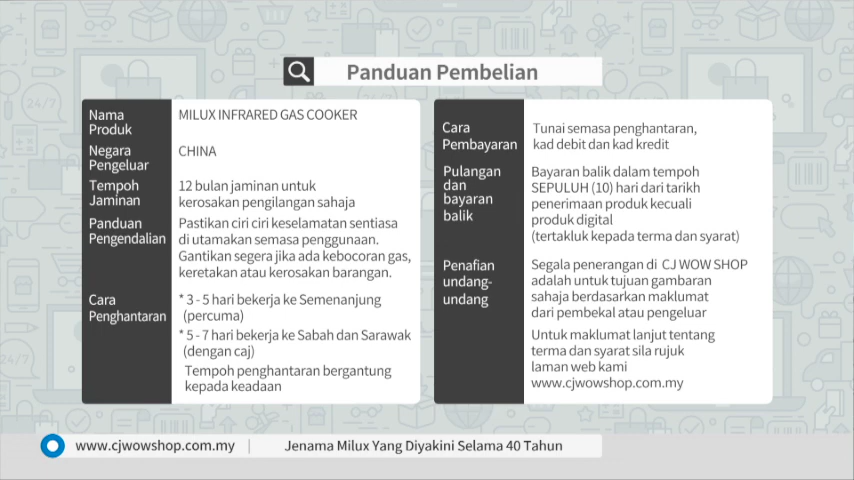 Panduan Pembelian
Nama
Produk
MILUX INFRARED GAS COOKER
Negara
Pengeluar
CHINA
Tempoh
Jaminan
12 bulan jaminan untuk
kerosakan pengilangan sahaja
Panduan
Pengendalian
Pastikan ciri ciri keselamatan sentiasa
di utamakan semasa penggunaan.
Gantikan segera jika ada kebocoran gas,
keretakan atau kerosakan barangan.
Cara
Penghantaran
* 3 - 5 hari bekerja ke Semenanjung
(percuma)
* 5 - 7 hari bekerja ke Sabah dan Sarawak
(dengan caj)
Tempoh penghantaran bergantung
kepada keadaan
Cara
Pembayaran
Tunai semasa penghantaran,
kad debit dan kad kredit
Pulangan
dan
bayaran
balik
Bayaran balik dalam tempoh
SEPULUH (10) hari dari tarikh
penerimaan produk kecuali
produk digital
(tertakluk kepada terma dan syarat)
Penafian
undang-
undang
Segala penerangan di CJ WOW SHOP
adalah untuk tujuan gambaran
sahaja berdasarkan maklumat
dari pembekal atau pengeluar
Untuk maklumat lanjut tentang
terma dan syarat sila rujuk
laman web kami
www.cjwowshop.com.my
24/7
24/7
www.cjwowshop.com.my | Jenama Milux Yang Diyakini Selama 40 Tahun